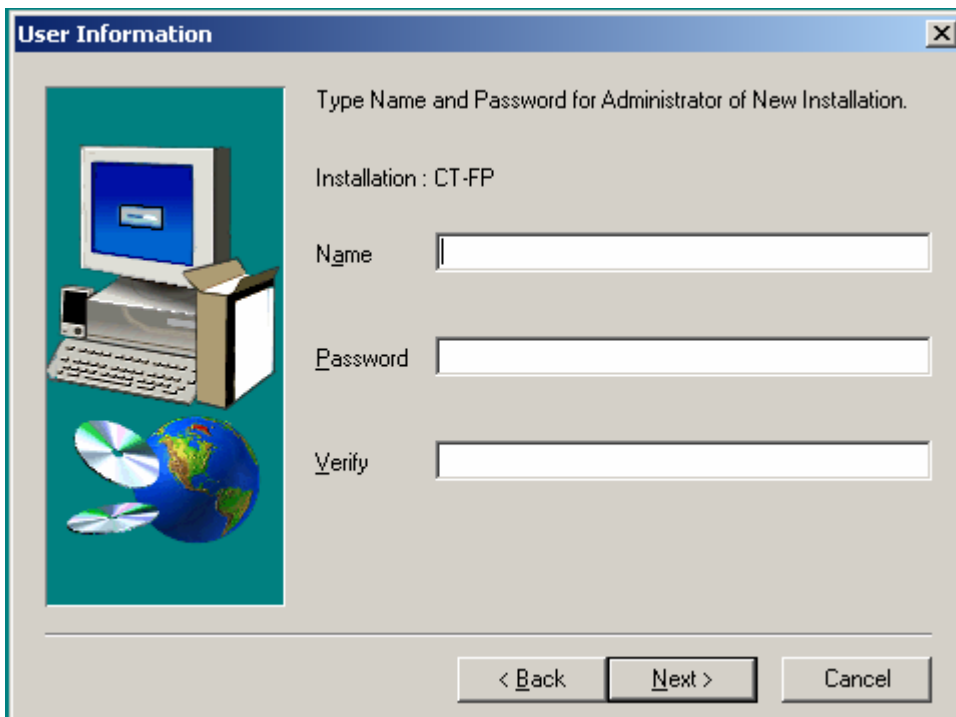 User Information
Type Name and Password for Administrator of New Installation.
Installation : CT-FP
Name
Password
Verify
< Back Next > Cancel